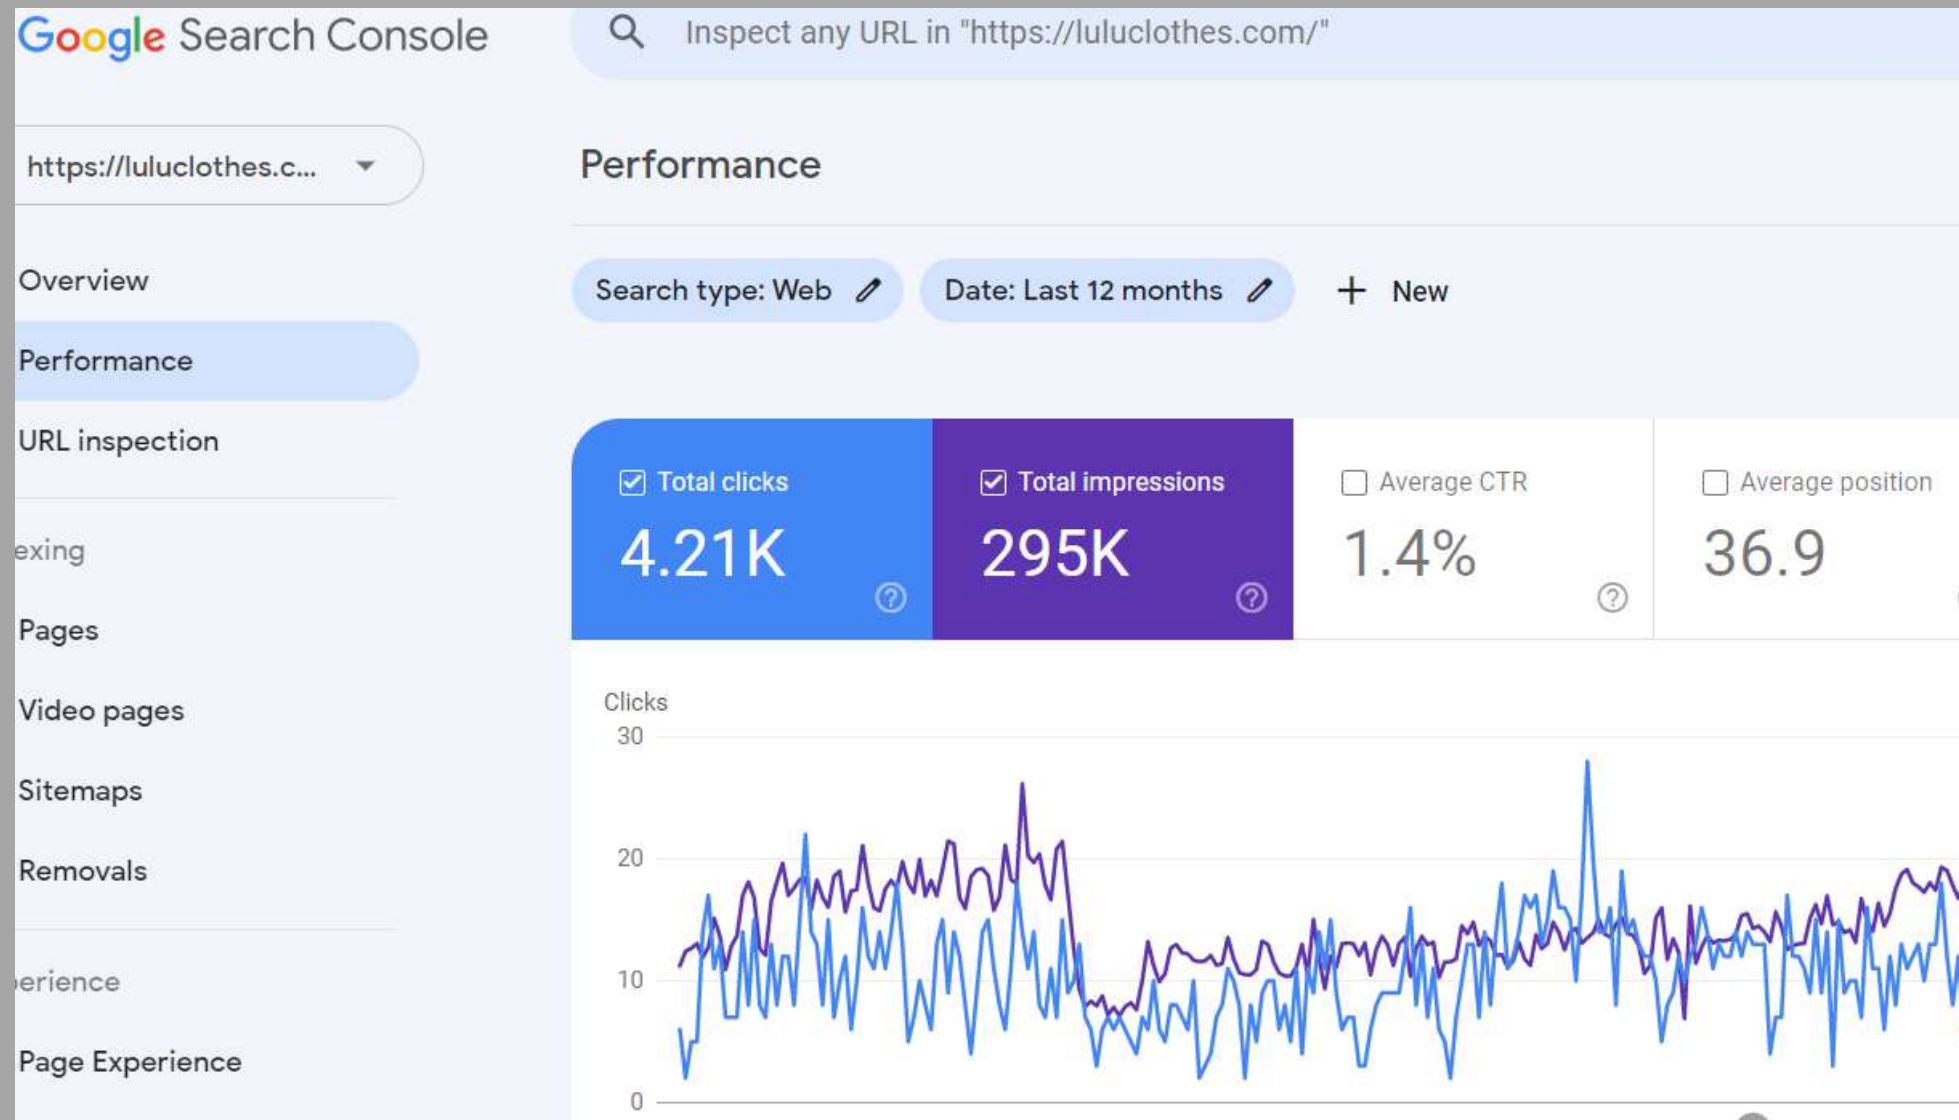 Google Search Console
Inspect any URL in "https://luluclothes.com/"
https://luluclothes.c...
Overview
Performance
URL inspection
exing
Pages
Video pages
Sitemaps
Removals
erience
Page Experience
Performance
Search type: Web
Date: Last 12 months
+ New
Total clicks
4.21K
Total impressions
295K
Average CTR
1.4%
Average position
36.9
Clicks
30
20
10
0